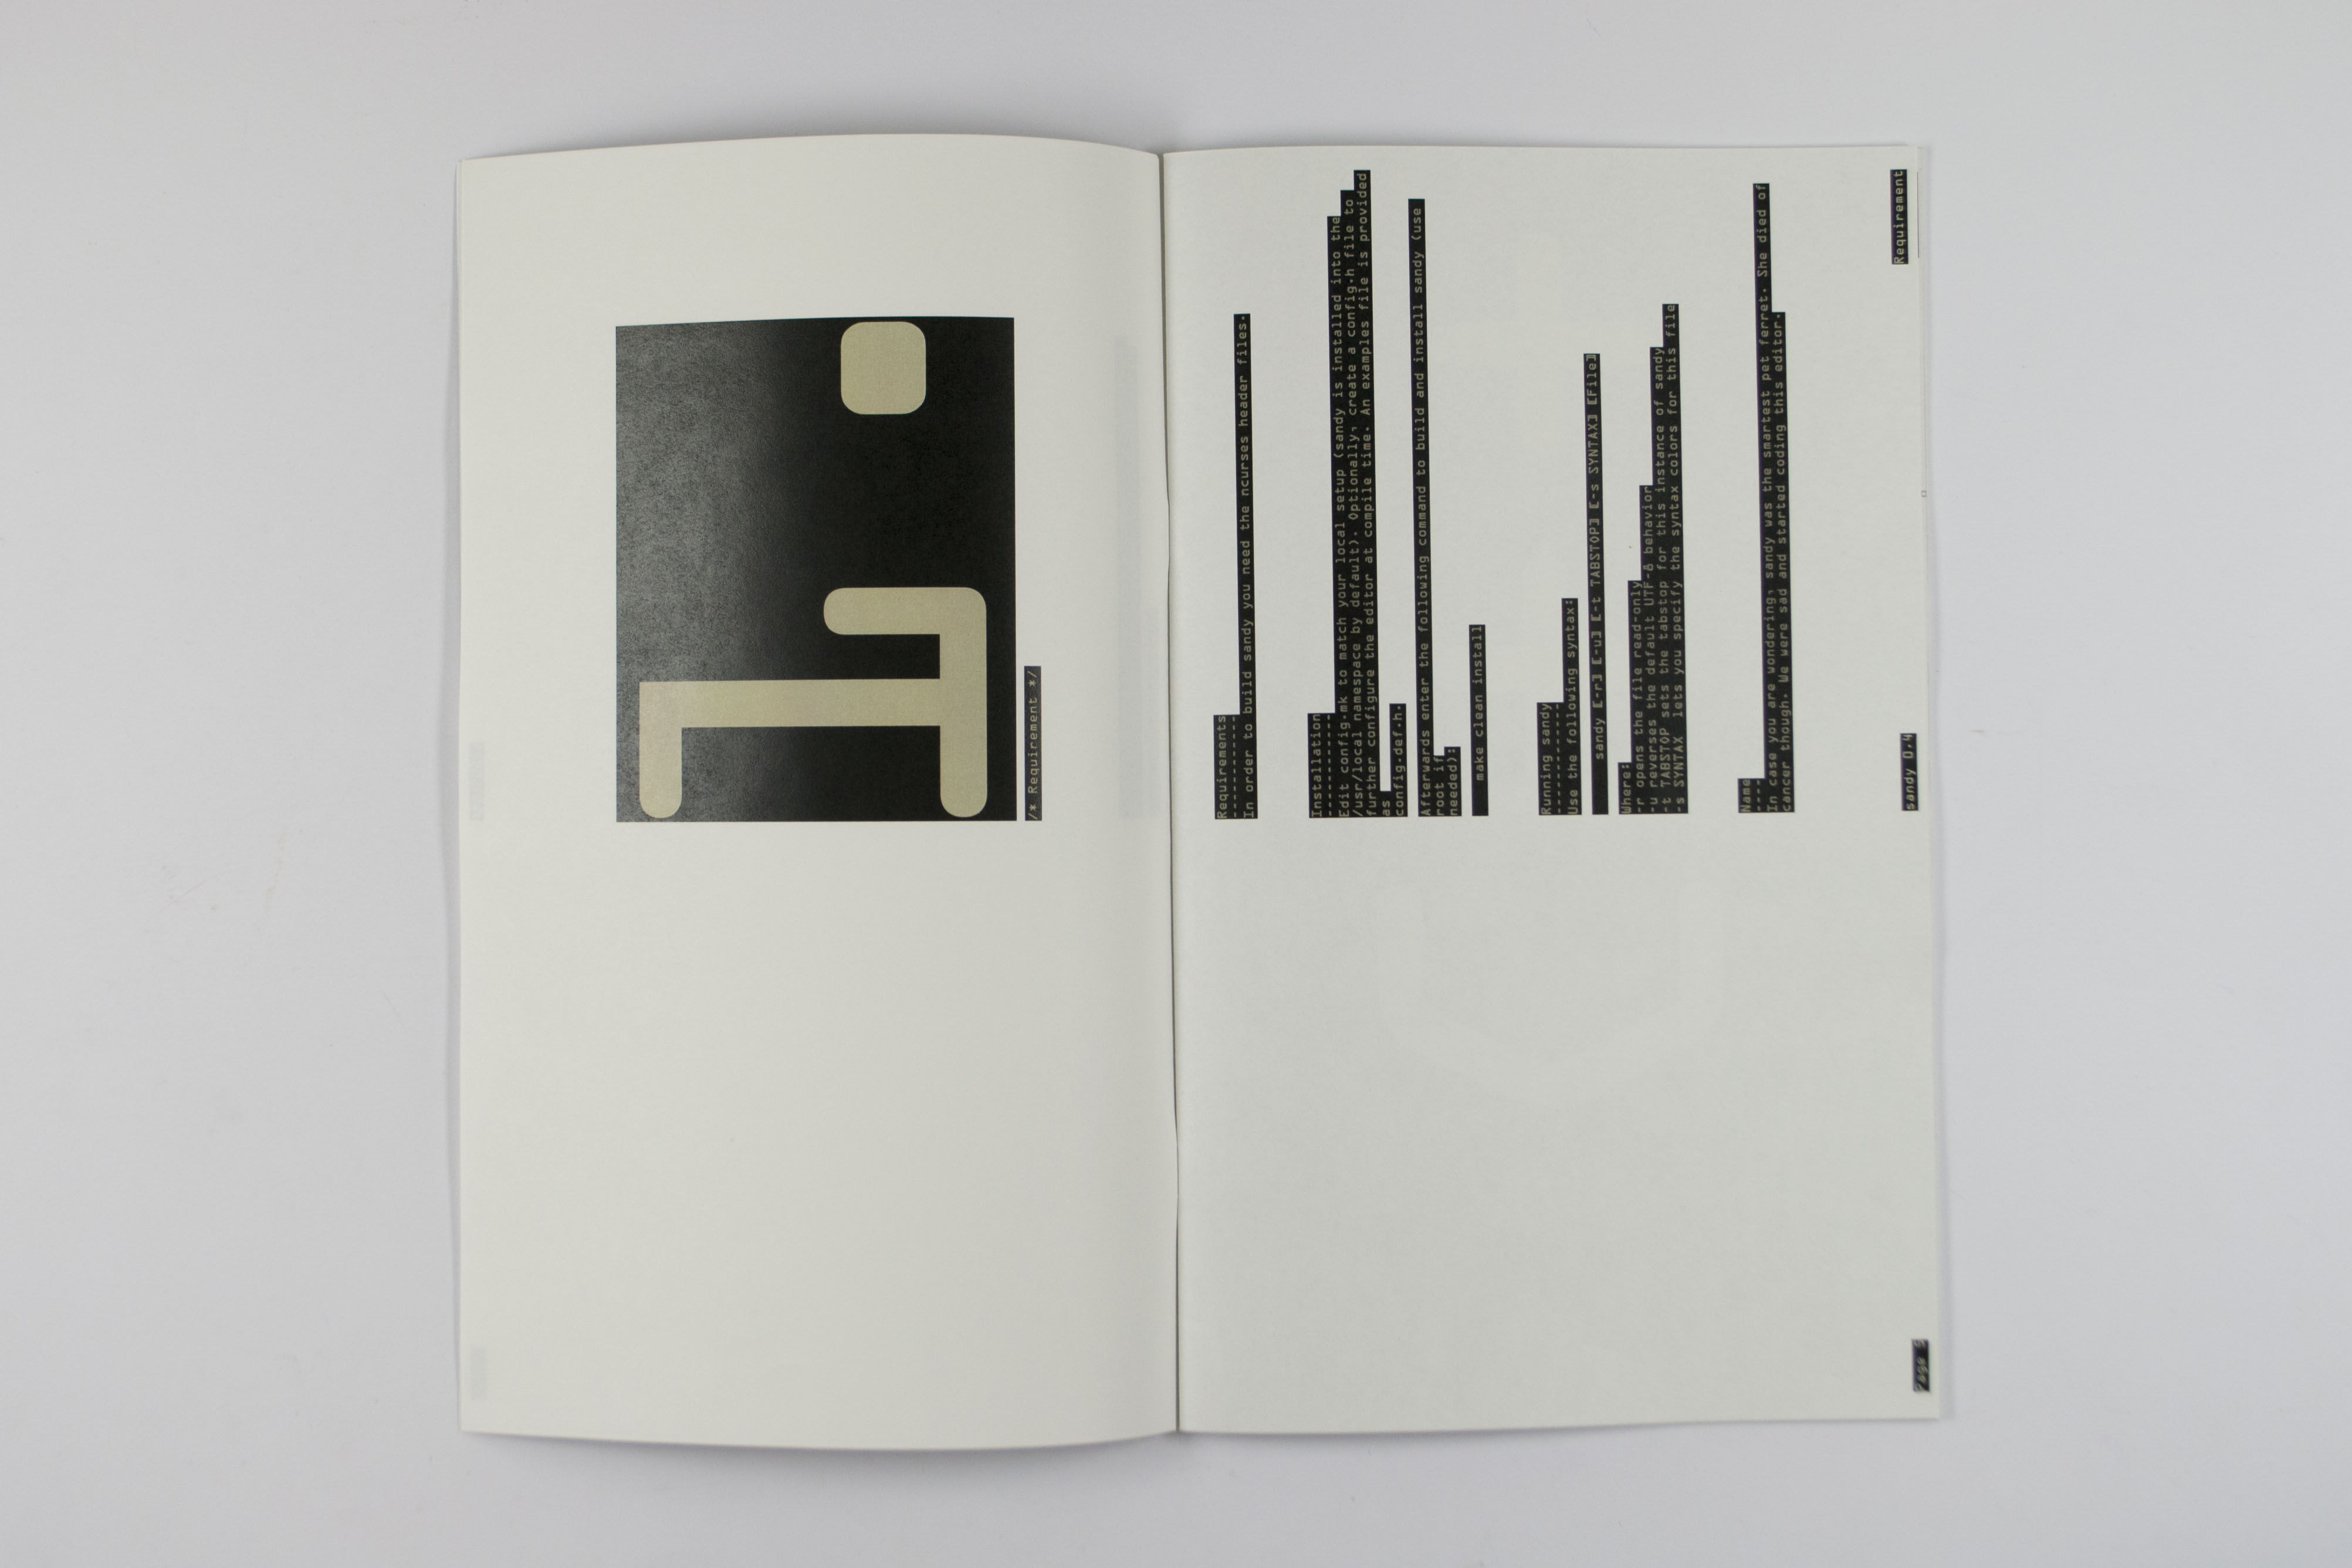 /* Requirement */
Requirements
------------
In order to build sandy you need the ncurses header files.
Installation
------------
Edit config.mk to match your local setup (sandy is installed into the
/usr/local namespace by default). Optionally, create a config.h file to
further configure the editor at compile time. An examples file is provided
as
config.def.h.
Afterwards enter the following command to build and install sandy (use
root if
needed):
make clean install
Running sandy
-------------
Use the following syntax:
sandy [-r] [-u] [-t TABSTOP] [-s SYNTAX] [File]
Where:
-r opens the file read-only
-u reverses the default UTF-8 behavior
-t TABSTOP sets the tabstop for this instance of sandy
-s SYNTAX lets you specify the syntax colors for this file
Name
----
In case you are wondering, sandy was the smartest pet ferret. She died of
cancer though. We were sad and started coding this editor.
sandy 0.4
Requirement
Page